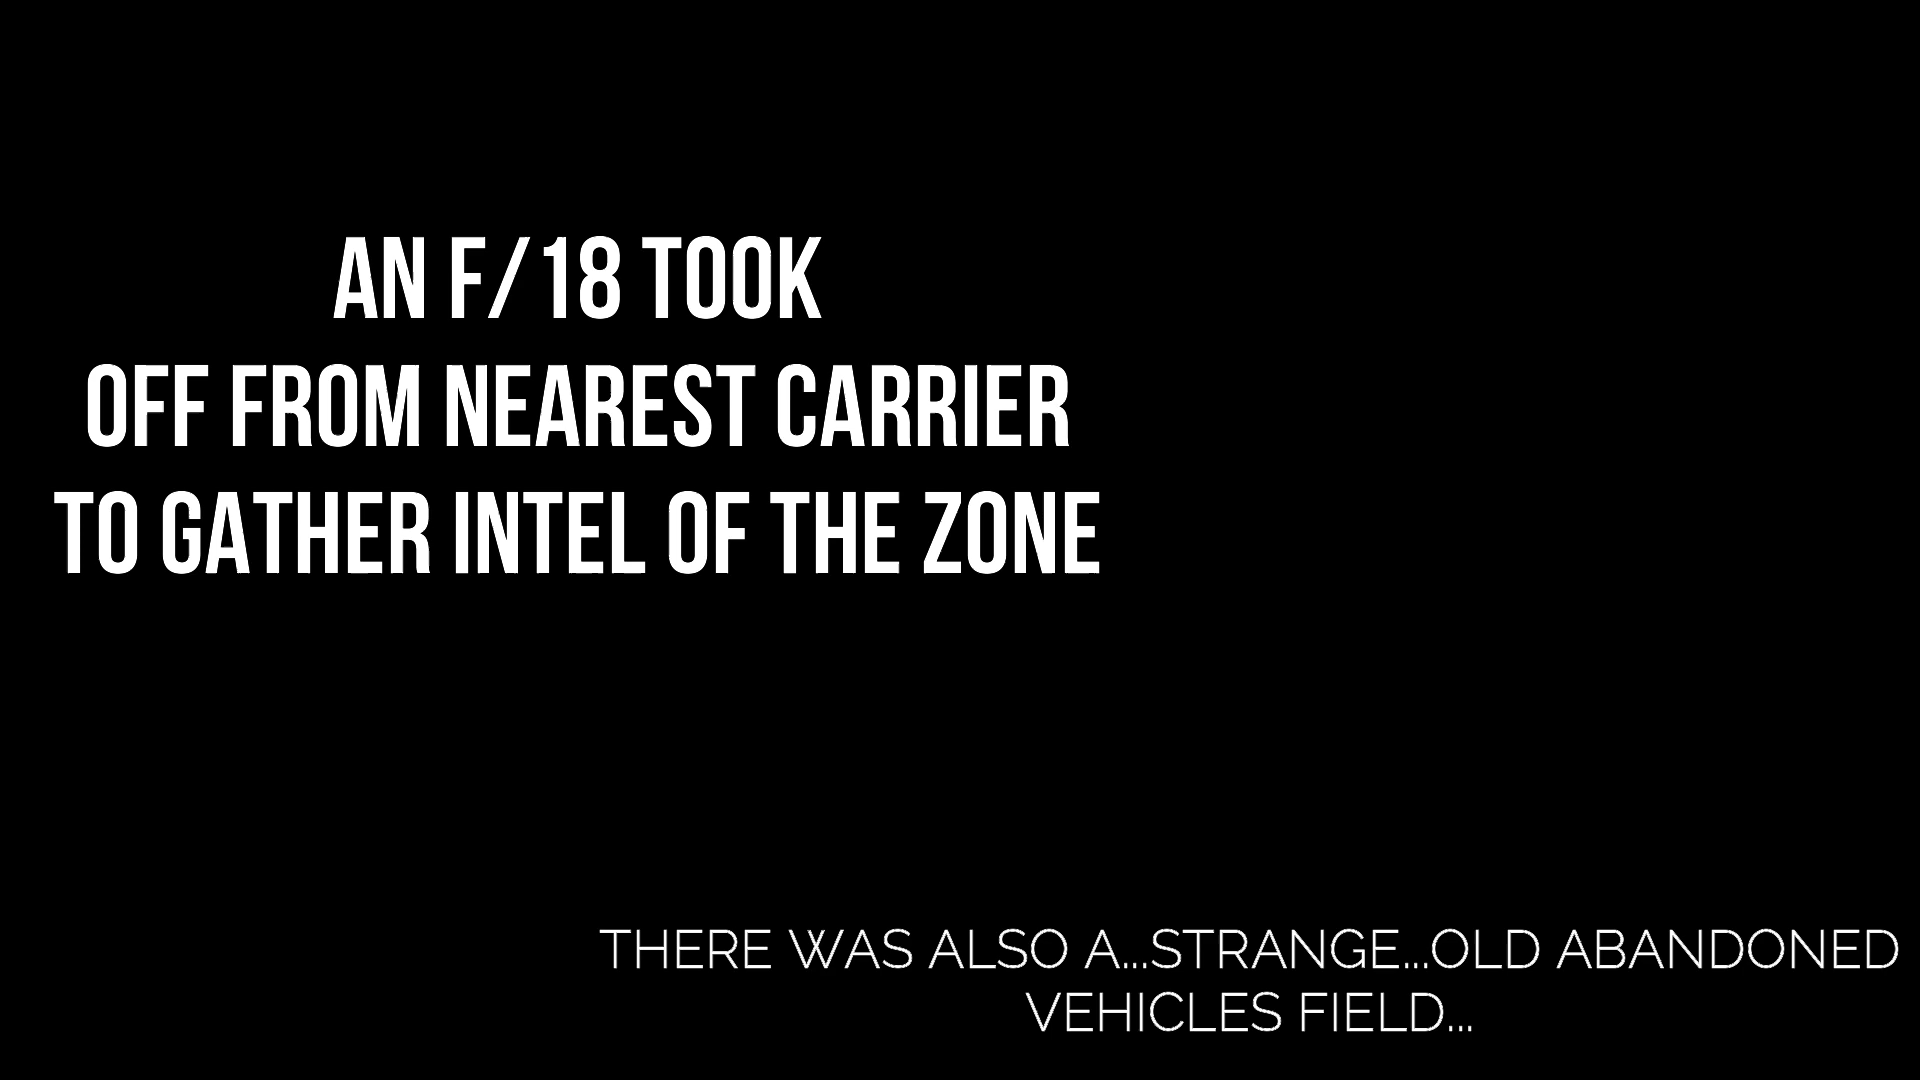 AN F/18 TOOK
OFF FROM NEAREST CARRIER
TO GATHER INTEL OF THE ZONE
THERE WAS ALSO A...STRANGE...OLD ABANDONED
VEHICLES FIELD...